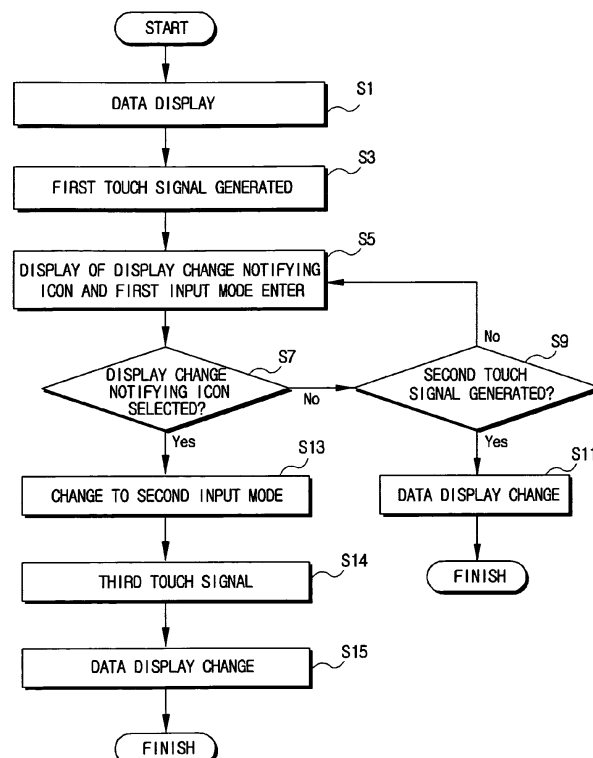 START
S1
DATA DISPLAY
S3
FIRST TOUCH SIGNAL GENERATED
S5
DISPLAY OF DISPLAY CHANGE NOTIFYING
ICON AND FIRST INPUT MODE ENTER
S7
DISPLAY CHANGE
NOTIFYING ICON
SELECTED?
No
Yes
No
S9
SECOND TOUCH
SIGNAL GENERATED?
Yes
S13
CHANGE TO SECOND INPUT MODE
S11
DATA DISPLAY CHANGE
FINISH
S14
THIRD TOUCH SIGNAL
S15
DATA DISPLAY CHANGE
FINISH